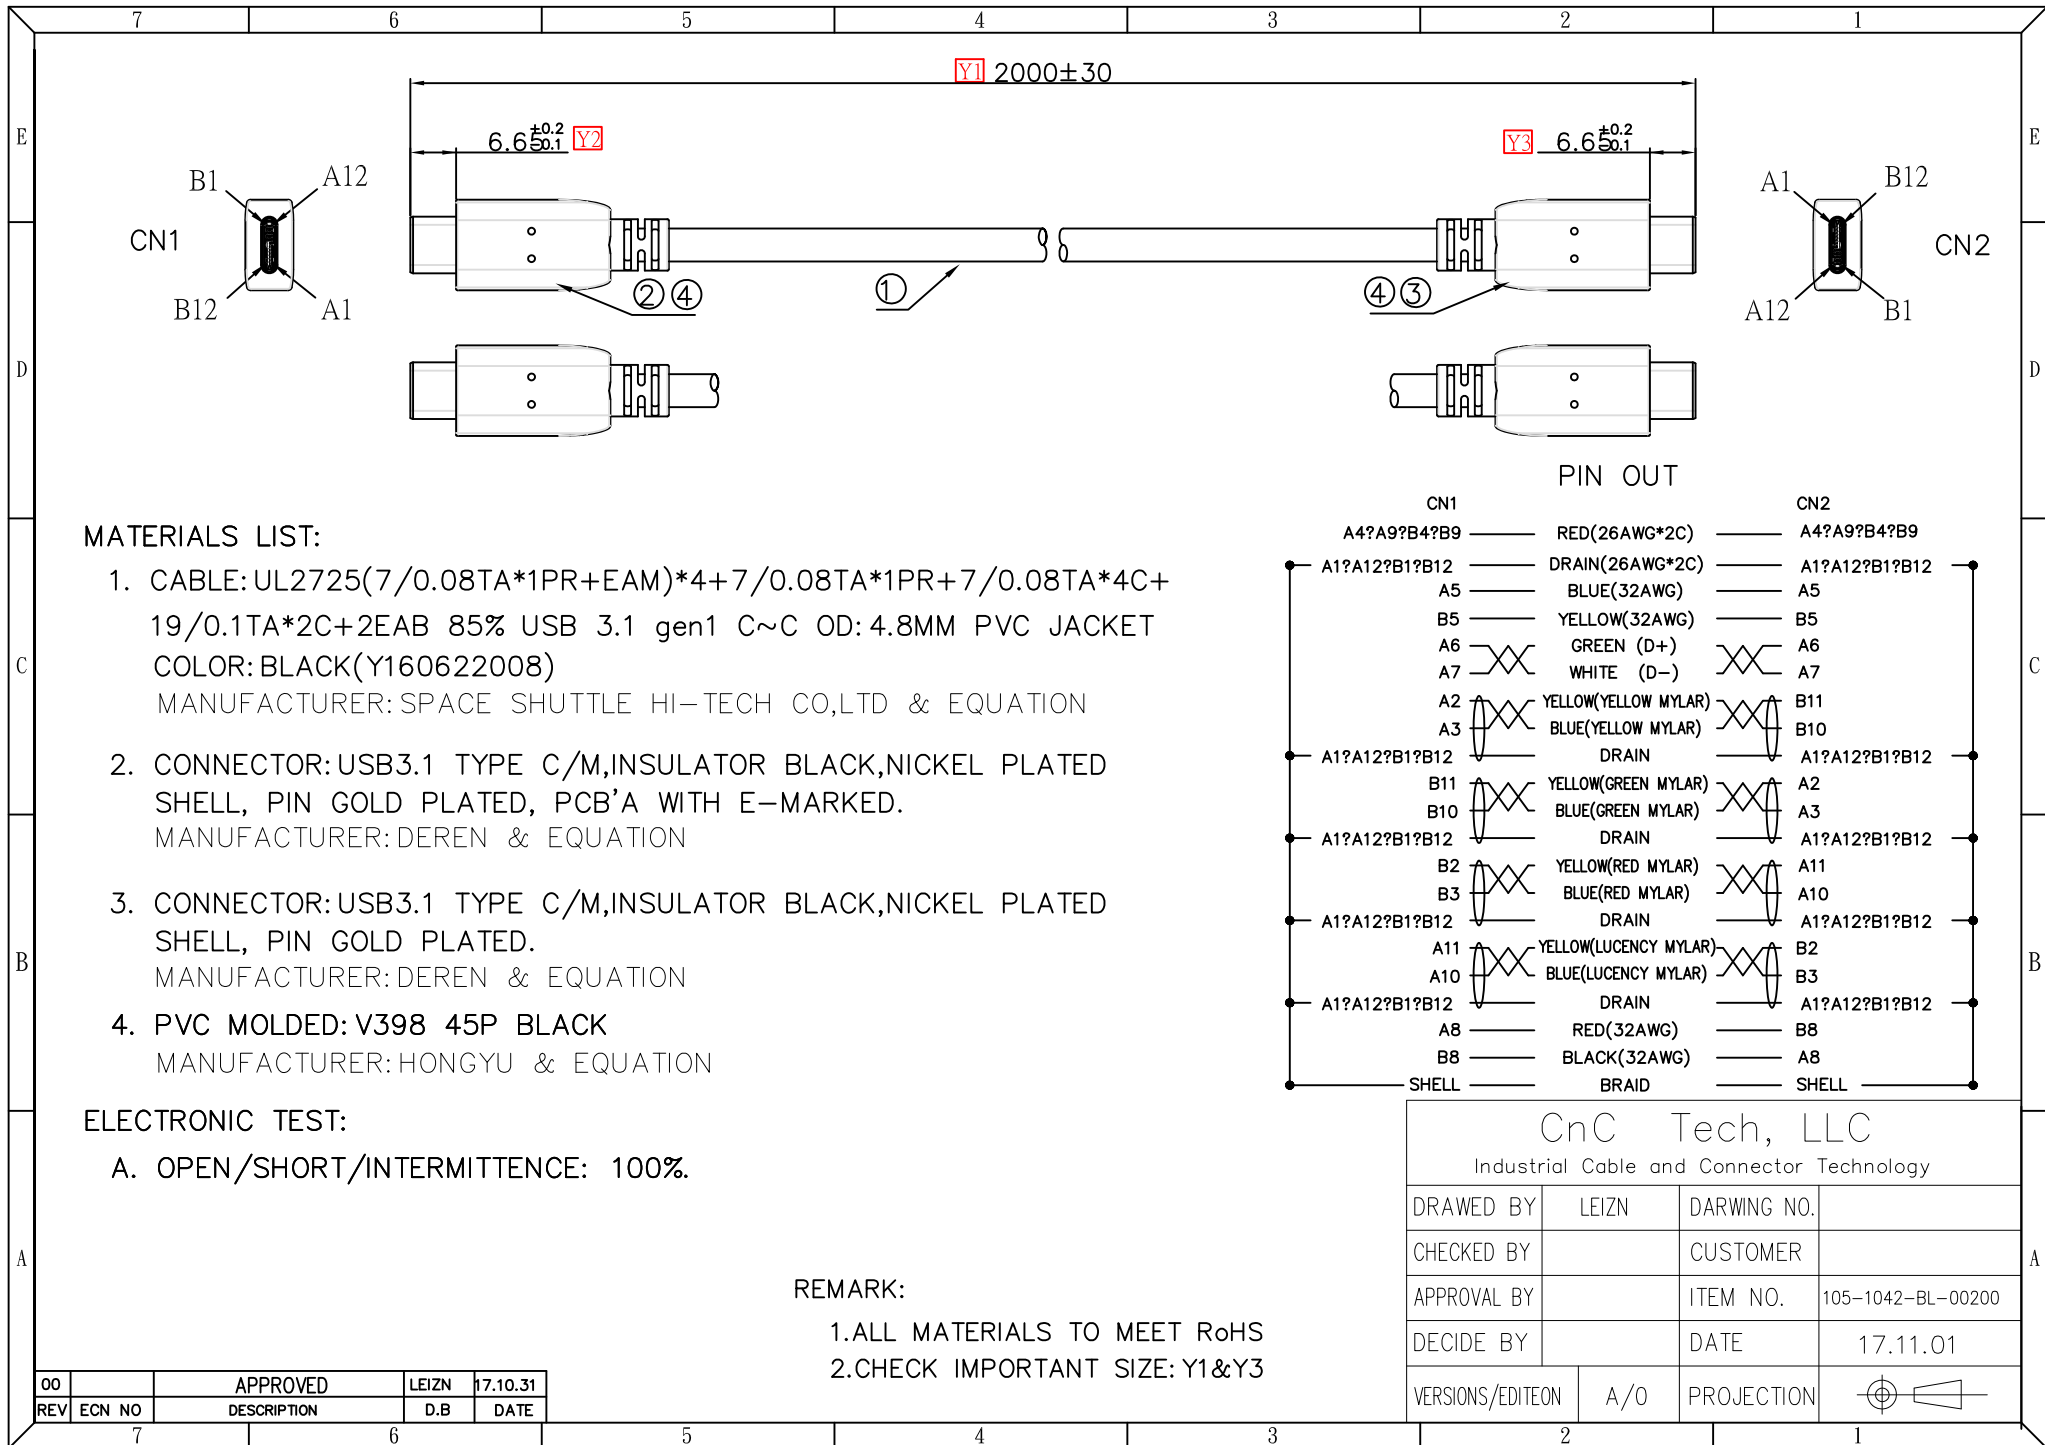 7 6 5 4 3 2 1
Y1 2000±30
6.65 ±0.2 −0.1 Y2
Y3 6.65 ±0.2 −0.1
E E
B1 A12
A1 B12
CN1
CN2
B12 A1
A12 B1
② ④
①
④ ③
D D
PIN OUT
CN1 CN2
A4?A9?B4?B9 RED(26AWG*2C) A4?A9?B4?B9
A1?A12?B1?B12 DRAIN(26AWG*2C) A1?A12?B1?B12
A5 BLUE(32AWG) A5
B5 YELLOW(32AWG) B5
A6 GREEN (D+) A6
A7 WHITE (D−) A7
A2 YELLOW(YELLOW MYLAR) B11
A3 BLUE(YELLOW MYLAR) B10
A1?A12?B1?B12 DRAIN A1?A12?B1?B12
B11 YELLOW(GREEN MYLAR) A2
B10 BLUE(GREEN MYLAR) A3
A1?A12?B1?B12 DRAIN A1?A12?B1?B12
B2 YELLOW(RED MYLAR) A11
B3 BLUE(RED MYLAR) A10
A1?A12?B1?B12 DRAIN A1?A12?B1?B12
A11 YELLOW(LUCENCY MYLAR) B2
A10 BLUE(LUCENCY MYLAR) B3
A1?A12?B1?B12 DRAIN A1?A12?B1?B12
A8 RED(32AWG) B8
B8 BLACK(32AWG) A8
SHELL BRAID SHELL
MATERIALS LIST:
1. CABLE:UL2725(7/0.08TA*1PR+EAM)*4+7/0.08TA*1PR+7/0.08TA*4C+
19/0.1TA*2C+2EAB 85% USB 3.1 gen1 C~C OD:4.8MM PVC JACKET
COLOR:BLACK(Y160622008)
MANUFACTURER:SPACE SHUTTLE HI−TECH CO,LTD & EQUATION
2. CONNECTOR:USB3.1 TYPE C/M,INSULATOR BLACK,NICKEL PLATED
SHELL, PIN GOLD PLATED, PCB'A WITH E−MARKED.
MANUFACTURER:DEREN & EQUATION
3. CONNECTOR:USB3.1 TYPE C/M,INSULATOR BLACK,NICKEL PLATED
SHELL, PIN GOLD PLATED.
MANUFACTURER:DEREN & EQUATION
4. PVC MOLDED:V398 45P BLACK
MANUFACTURER:HONGYU & EQUATION
C C
B B
ELECTRONIC TEST:
A. OPEN/SHORT/INTERMITTENCE: 100%.
A A
REMARK:
1.ALL MATERIALS TO MEET RoHS
2.CHECK IMPORTANT SIZE:Y1&Y3
CnC Tech, LLC
Industrial Cable and Connector Technology
DRAWED BY LEIZN DARWING NO.
CHECKED BY CUSTOMER
APPROVAL BY ITEM NO. 105−1042−BL−00200
DECIDE BY DATE 17.11.01
VERSIONS/EDITEON A/0 PROJECTION
00 APPROVED LEIZN 17.10.31
REV ECN NO DESCRIPTION D.B DATE
7 6 5 4 3 2 1